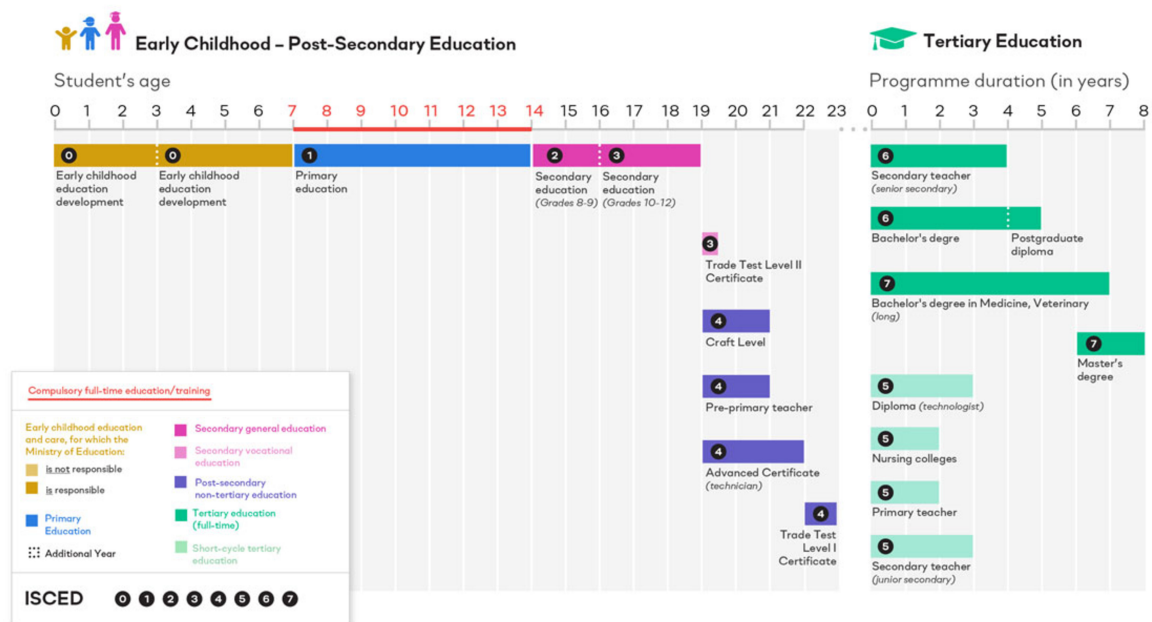 Early Childhood – Post-Secondary Education
Tertiary Education
Student's age
Programme duration (in years)
0 1 2 3 4 5 6 7 8 9 10 11 12 13 14 15 16 17 18 19 20 21 22 23
0 1 2 3 4 5 6 7 8
0 0 1 2 3
Early childhood
education
development
Early childhood
education
development
Primary
education
Secondary
education
(Grades 8-9)
Secondary
education
(Grades 10-12)
3
Trade Test Level II
Certificate
4
Craft Level
4
Pre-primary teacher
4
Advanced Certificate
(technician)
4
Trade Test
Level I
Certificate
6
Secondary teacher
(senior secondary)
6
Bachelor's degre
Postgraduate
diploma
7
Bachelor's degree in Medicine, Veterinary
(long)
7
Master's
degree
5
Diploma (technologist)
5
Nursing colleges
5
Primary teacher
5
Secondary teacher
(junior secondary)
Compulsory full-time education/training
Early childhood education
and care, for which the
Ministry of Education:
is not responsible
is responsible
Primary
Education
Additional Year
Secondary general education
Secondary vocational
education
Post-secondary
non-tertiary education
Tertiary education
(full-time)
Short-cycle tertiary
education
ISCED 0 1 2 3 4 5 6 7